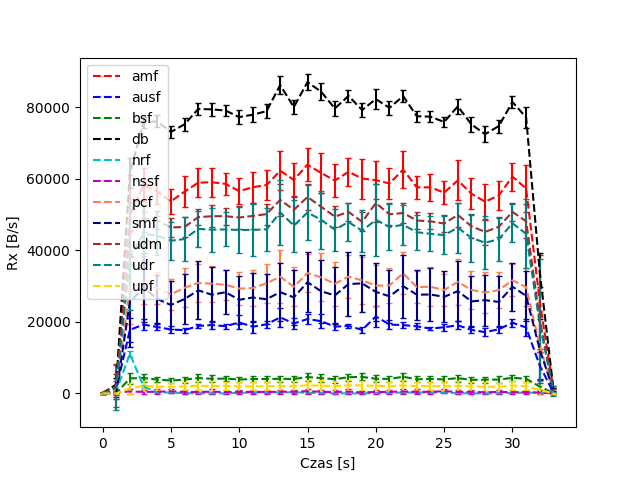 amf
ausf
bsf
db
nrf
nssf
pcf
smf
udm
udr
upf
80000
60000
40000
20000
0
Rx [B/s]
0 5 10 15 20 25 30
Czas [s]